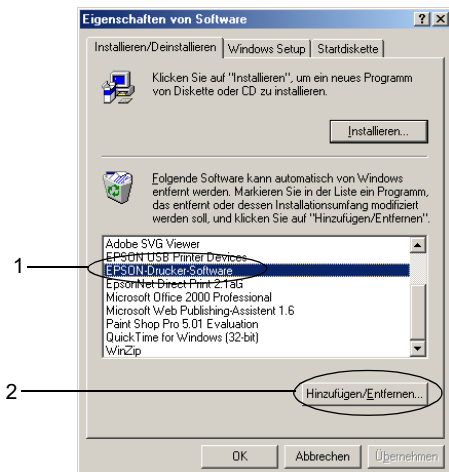 Eigenschaften von Software
Installieren/Deinstallieren Windows Setup Startdiskette
Klicken Sie auf "Installieren", um ein neues Programm
von Diskette oder CD zu installieren.
Installieren...
Folgende Software kann automatisch von Windows
entfernt werden. Markieren Sie in der Liste ein Programm,
das entfernt oder dessen Installationsumfang modifiziert
werden soll, und klicken Sie auf "Hinzufügen/Entfernen".
Adobe SVG Viewer
EPSON USB Printer Devices
1
EPSON-Drucker-Software
EpsonNet Direct Print 2.1aG
Microsoft Office 2000 Professional
Microsoft Web Publishing-Assistent 1.6
Paint Shop Pro 5.01 Evaluation
QuickTime for Windows (32-bit)
WinZip
2
Hinzufügen/Entfernen...
OK Abbrechen Übernehmen